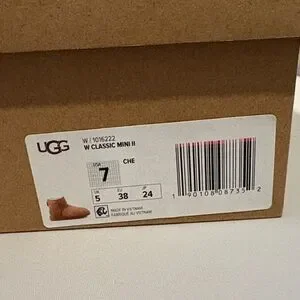 UGG
W / 1016222
W CLASSIC MINI II
USA
7
CHE
UK EU JP
5 38 24
MADE IN VIETNAM
FABRIQUÉ AU VIETNAM
1 90108 08735 2